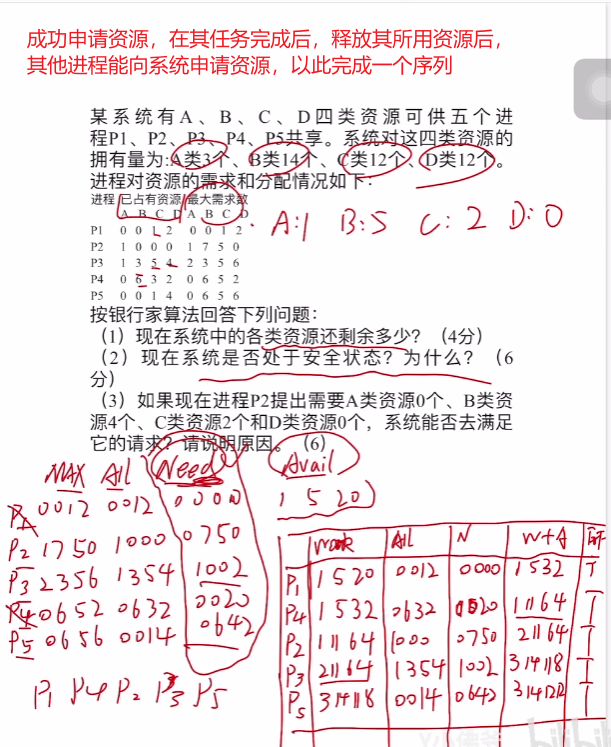 成功申请资源，在其任务完成后，释放其所用资源后，
其他进程能向系统申请资源，以此完成一个序列
某系统有A、B、C、D四类资源可供五个进
程P1、P2、P3、P4、P5共享。系统对这四类资源的
拥有量为:A类3个、B类14个、C类12个、D类12个。
进程对资源的需求和分配情况如下：
进程 已占有资源 最大需求数
A B C D A B C D
A:1 B:5 C:2 D:0
P1 0 0 1 2 0 0 1 2
P2 1 0 0 0 1 7 5 0
P3 1 3 5 4 2 3 5 6
P4 0 6 3 2 0 6 5 2
P5 0 0 1 4 0 6 5 6
按银行家算法回答下列问题：
（1）现在系统中的各类资源还剩余多少？（4分）
（2）现在系统是否处于安全状态？为什么？（6
分）
（3）如果现在进程P2提出需要A类资源0个、B类资
源4个、C类资源2个和D类资源0个，系统能否去满足
它的请求？请说明原因。（6）
MAX All Need Avail
P1 0012 0012 0000 1 5 2 0
P2 1750 1000 0750
P3 2356 1354 1002
P4 0652 0632 0020
P5 0656 0014 0642
P1 P4 P2 P3 P5
Work All N W+A
P1 1520 0012 0000 1532 T
P4 1532 0632 0020 11164 T
P2 11164 1000 0750 21164 T
P3 21164 1354 1002 314118 T
P5 314118 0014 0642 3141212 T
bilibili